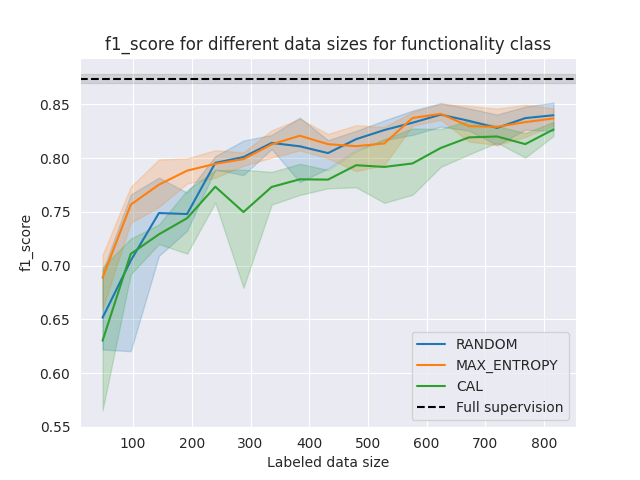 f1_score for different data sizes for functionality class
f1_score
0.85
0.80
0.75
0.70
0.65
0.60
0.55
RANDOM
MAX_ENTROPY
CAL
Full supervision
100 200 300 400 500 600 700 800
Labeled data size